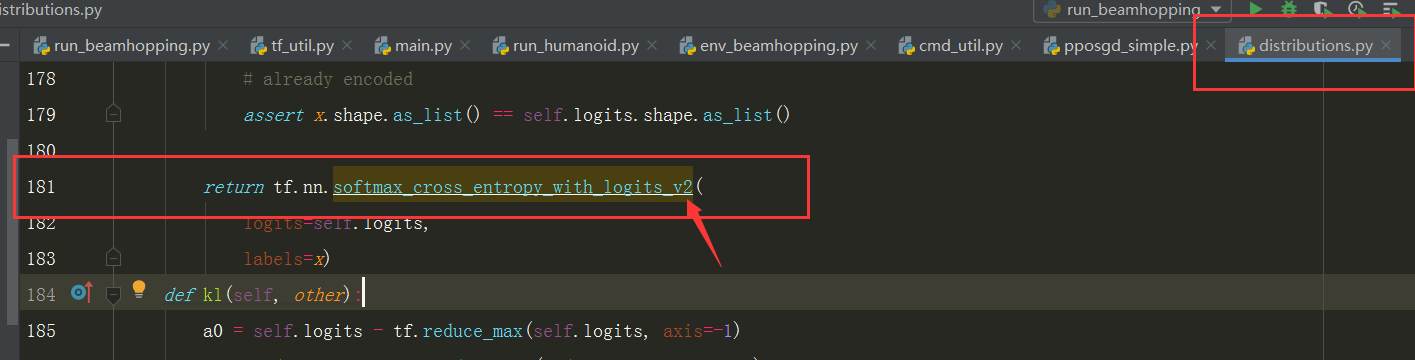 distributions.py
run_beamhopping
run_beamhopping.py tf_util.py main.py run_humanoid.py env_beamhopping.py cmd_util.py pposgd_simple.py distributions.py
178 # already encoded
179 assert x.shape.as_list() == self.logits.shape.as_list()
180
181 return tf.nn.softmax_cross_entropy_with_logits_v2(
182 logits=self.logits,
183 labels=x)
184 def kl(self, other):
185 a0 = self.logits - tf.reduce_max(self.logits, axis=-1)